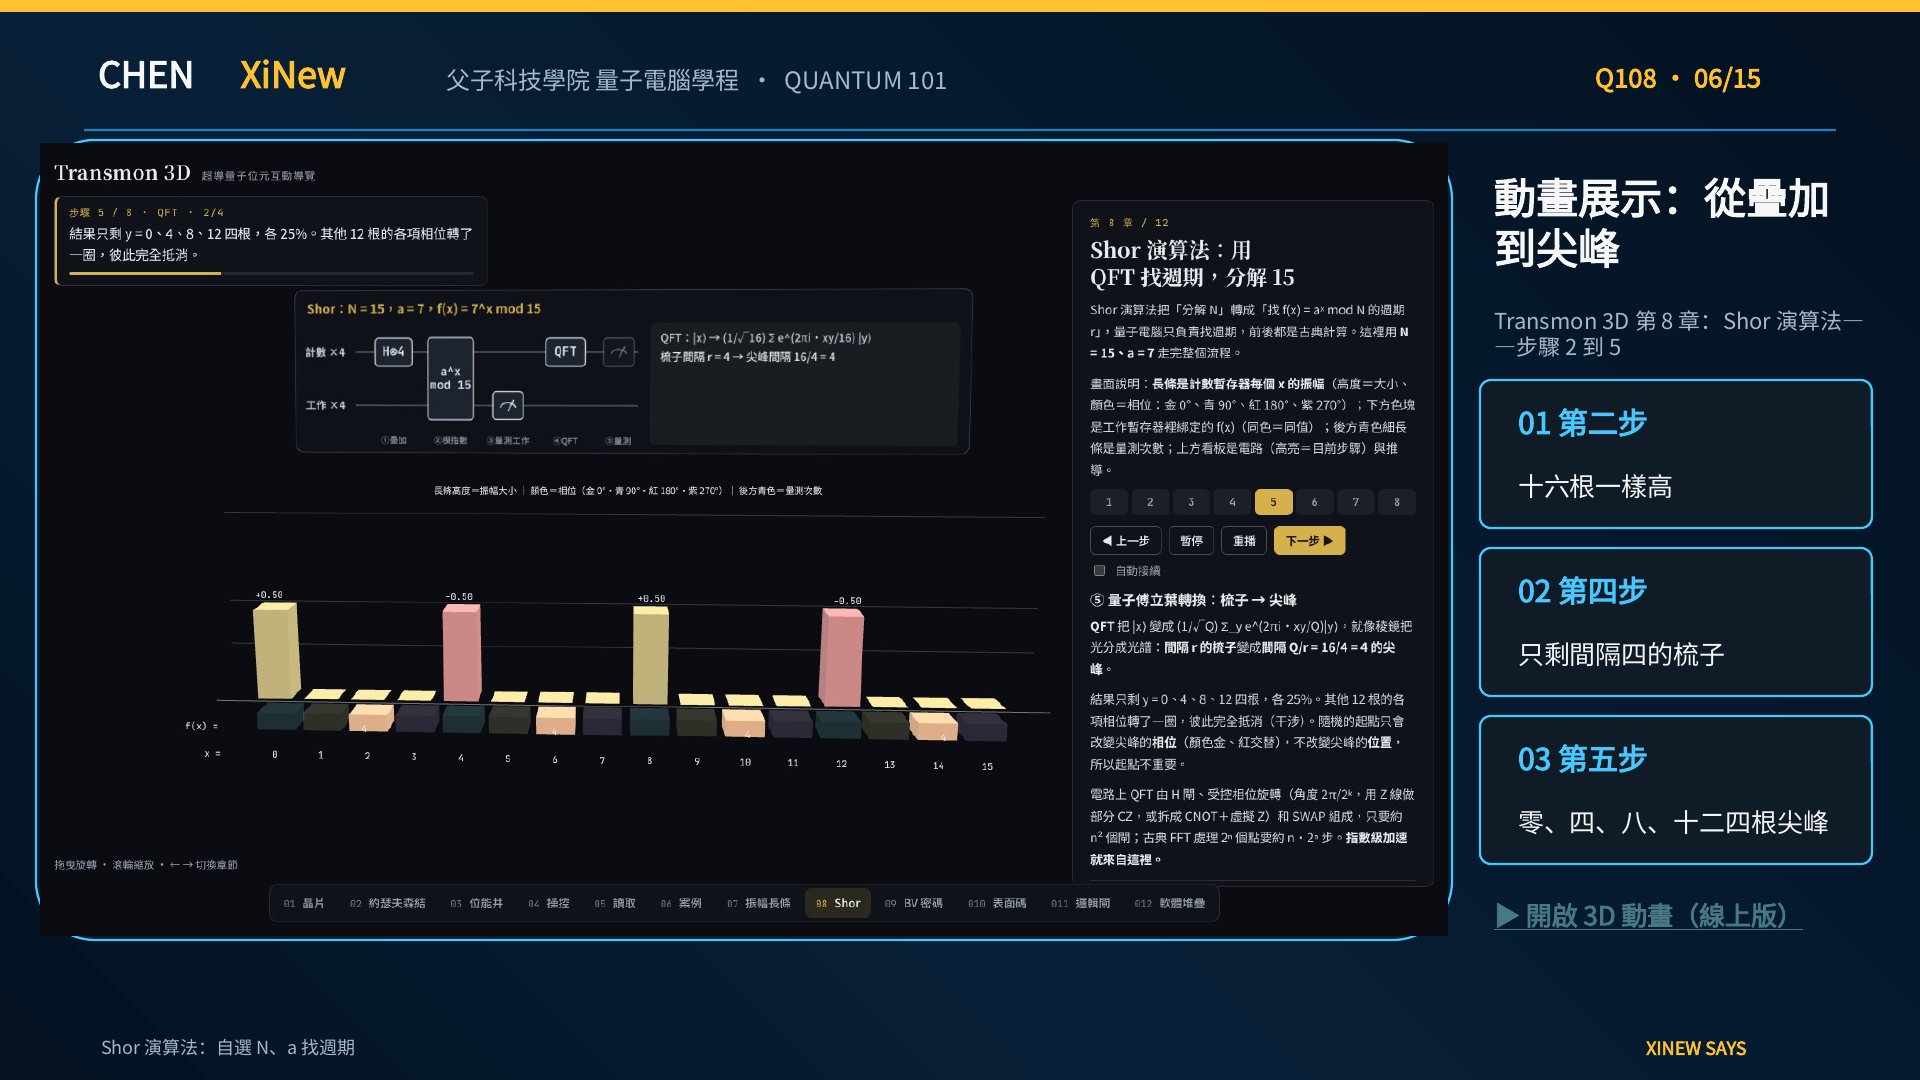 CHEN XiNew 父子科技學院 量子電腦學程 ・ QUANTUM 101 Q108 ・ 06/15
Transmon 3D 超導量子位元互動導覽
步驟 5 / 8 · QFT · 2/4
結果只剩 y = 0、4、8、12 四根，各 25%。其他 12 根的各項相位轉了
一圈，彼此完全抵消。
Shor：N = 15，a = 7，f(x) = 7^x mod 15
計數 ×4 H⊗4 a^x mod 15 QFT
工作 ×4
①疊加 ②模指數 ③量測工作 ④QFT ⑤量測
QFT：|x⟩ → (1/√16) Σ e^(2πi・xy/16) |y⟩
梳子間隔 r = 4 → 尖峰間隔 16/4 = 4
長條高度＝振幅大小｜顏色＝相位（金 0°・青 90°・紅 180°・紫 270°）｜後方青色＝量測次數
+0.50 -0.50 +0.50 -0.50
f(x) = 4 4 4 4
x = 0 1 2 3 4 5 6 7 8 9 10 11 12 13 14 15
拖曳旋轉 · 滾輪縮放 · ←→ 切換章節
第 8 章 / 12
Shor 演算法：用
QFT 找週期，分解 15
Shor 演算法把「分解 N」轉成「找 f(x) = aˣ mod N 的週期
r」，量子電腦只負責找週期，前後都是古典計算。這裡用 N
= 15、a = 7 走完整個流程。
畫面說明：長條是計數暫存器每個 x 的振幅（高度＝大小、
顏色＝相位：金 0°、青 90°、紅 180°、紫 270°）；下方色塊
是工作暫存器裡綁定的 f(x)（同色＝同值）；後方青色細長
條是量測次數；上方看板是電路（高亮＝目前步驟）與推
導。
1 2 3 4 5 6 7 8
◀ 上一步 暫停 重播 下一步 ▶
自動接續
⑤ 量子傅立葉轉換：梳子 → 尖峰
QFT 把 |x⟩ 變成 (1/√Q) Σ_y e^(2πi・xy/Q)|y⟩，就像稜鏡把
光分成光譜：間隔 r 的梳子變成間隔 Q/r = 16/4 = 4 的尖
峰。
結果只剩 y = 0、4、8、12 四根，各 25%。其他 12 根的各
項相位轉了一圈，彼此完全抵消（干涉）。隨機的起點只會
改變尖峰的相位（顏色金、紅交替），不改變尖峰的位置，
所以起點不重要。
電路上 QFT 由 H 閘、受控相位旋轉（角度 2π/2ᵏ，用 Z 線做
部分 CZ，或拆成 CNOT＋虛擬 Z）和 SWAP 組成，只要約
n² 個閘；古典 FFT 處理 2ⁿ 個點要約 n・2ⁿ 步。指數級加速
就來自這裡。
01 晶片 02 約瑟夫森結 03 位能井 04 操控 05 讀取 06 案例 07 振幅長條 08 Shor 09 BV 密碼 010 表面碼 011 邏輯閘 012 軟體堆疊
動畫展示：從疊加
到尖峰
Transmon 3D 第 8 章：Shor 演算法—
—步驟 2 到 5
01 第二步
十六根一樣高
02 第四步
只剩間隔四的梳子
03 第五步
零、四、八、十二四根尖峰
▶ 開啟 3D 動畫（線上版）
Shor 演算法：自選 N、a 找週期
XINEW SAYS